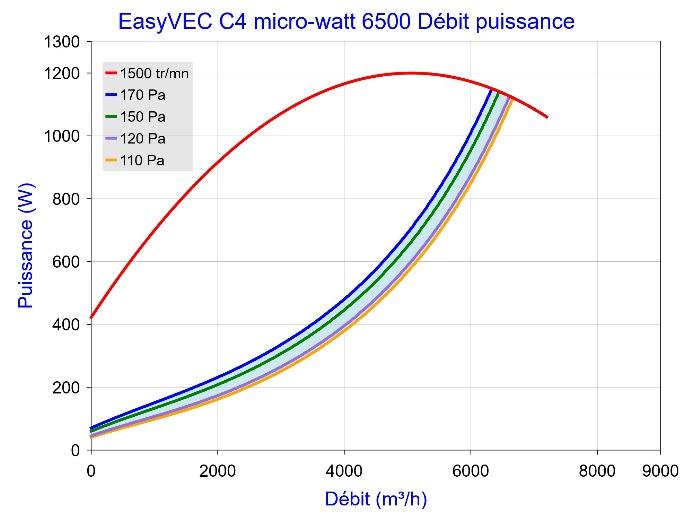 EasyVEC C4 micro-watt 6500 Débit puissance
1300
1200
1000
800
600
400
200
0
Puissance (W)
1500 tr/mn
170 Pa
150 Pa
120 Pa
110 Pa
0 2000 4000 6000 8000 9000
Débit (m³/h)